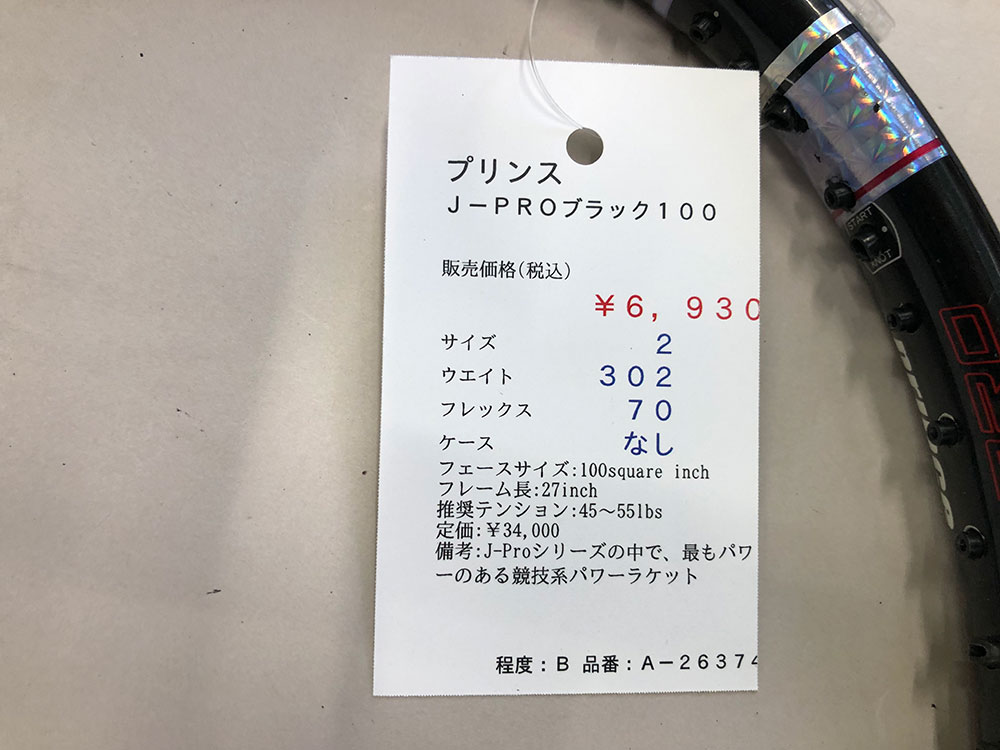 プリンス
J－PROブラック100
販売価格(税込)
¥6,930
サイズ 2
ウエイト 302
フレックス 70
ケース なし
フェースサイズ:100square inch
フレーム長:27inch
推奨テンション:45～55lbs
定価:¥34,000
備考:J-Proシリーズの中で、最もパワ
ーのある競技系パワーラケット
程度:B 品番:A－26374
START
KNOT
prince